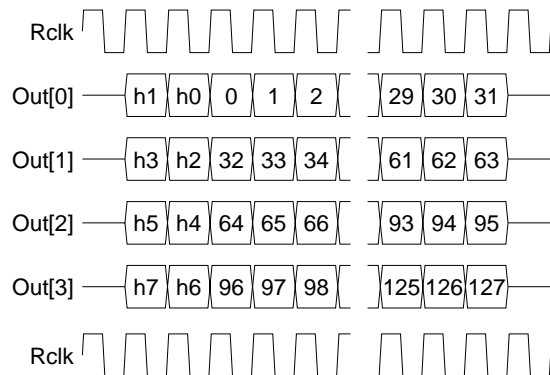 Rclk
Out[0] h1 h0 0 1 2 29 30 31
Out[1] h3 h2 32 33 34 61 62 63
Out[2] h5 h4 64 65 66 93 94 95
Out[3] h7 h6 96 97 98 125 126 127
Rclk